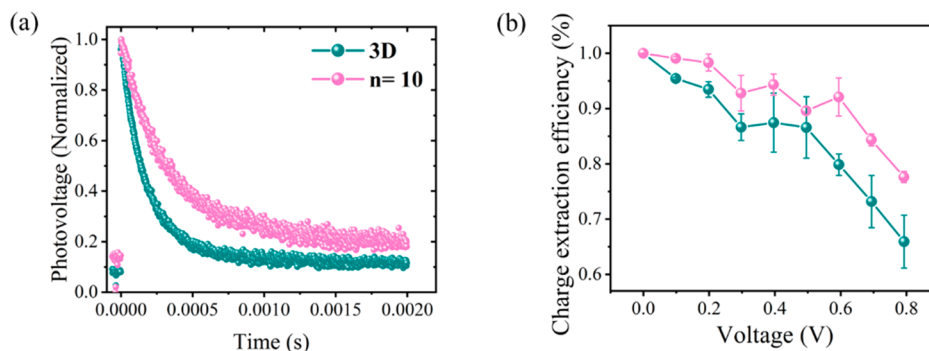 (a)
Photovoltage (Normalized)
1.0
0.8
0.6
0.4
0.2
0.0
3D
n= 10
0.0000 0.0005 0.0010 0.0015 0.0020
Time (s)
(b)
Charge extraction efficiency (%)
1.0
0.9
0.8
0.7
0.6
0.0 0.2 0.4 0.6 0.8
Voltage (V)